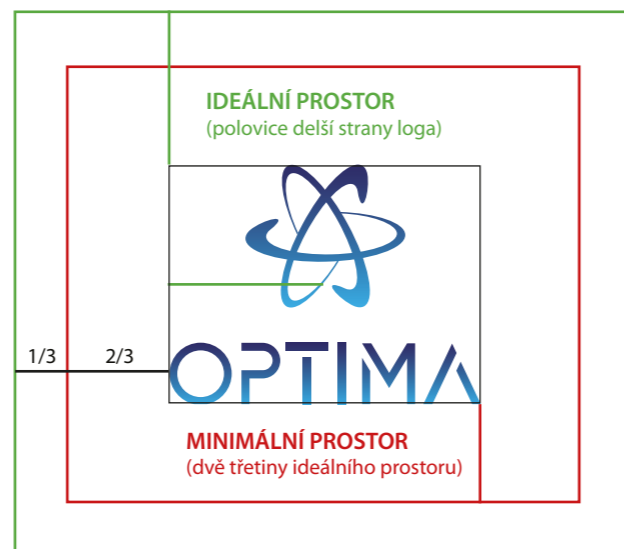 IDEÁLNÍ PROSTOR
(polovice delší strany loga)
1/3 2/3
OPTIMA
MINIMÁLNÍ PROSTOR
(dvě třetiny ideálního prostoru)